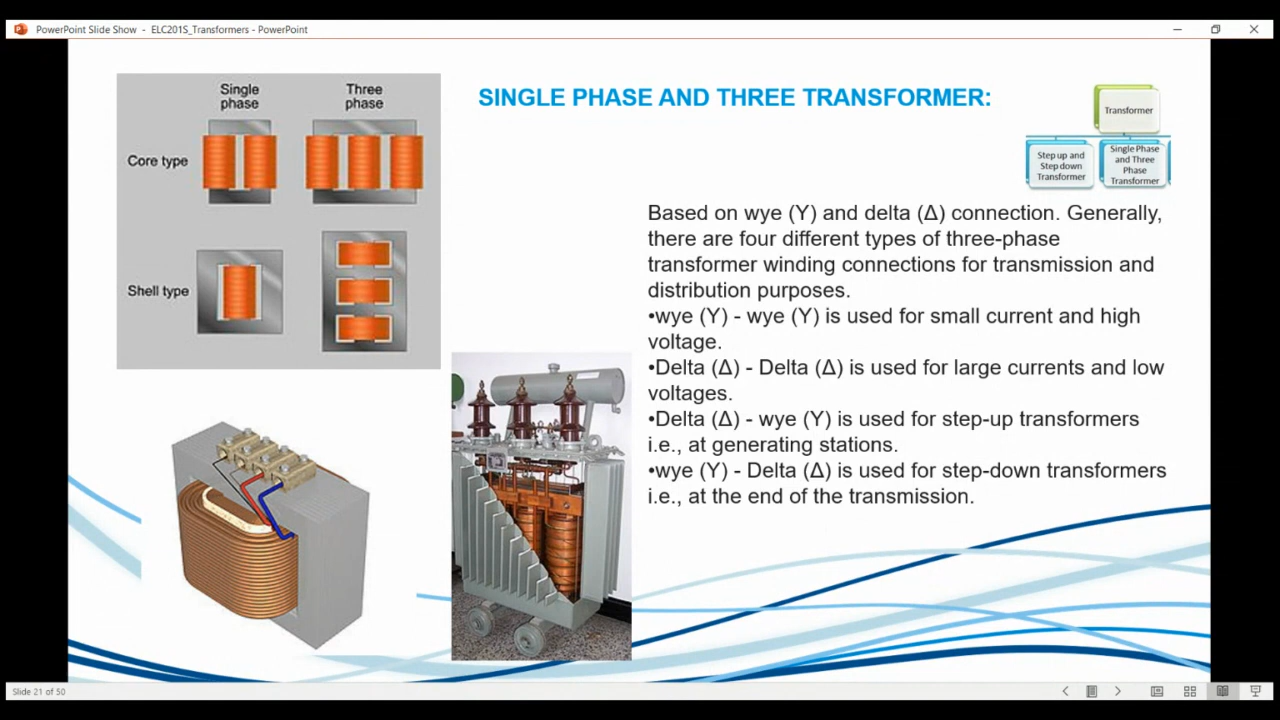 PowerPoint Slide Show - ELC201S_Transformers - PowerPoint
Single
phase
Three
phase
Core type
Shell type
SINGLE PHASE AND THREE TRANSFORMER:
Transformer
Step up and
Step down
Transformer
Single Phase
and Three
Phase
Transformer
Based on wye (Y) and delta (Δ) connection. Generally,
there are four different types of three-phase
transformer winding connections for transmission and
distribution purposes.
•wye (Y) - wye (Y) is used for small current and high
voltage.
•Delta (Δ) - Delta (Δ) is used for large currents and low
voltages.
•Delta (Δ) - wye (Y) is used for step-up transformers
i.e., at generating stations.
•wye (Y) - Delta (Δ) is used for step-down transformers
i.e., at the end of the transmission.
Slide 21 of 50